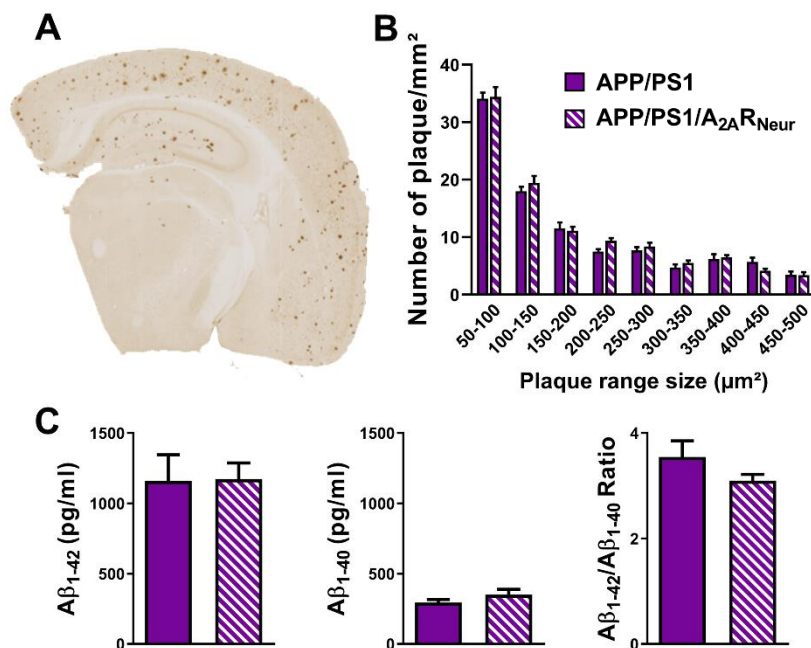 A
B
Number of plaque/mm²
40
30
20
10
0
APP/PS1
APP/PS1/A₂ₐR_Neur
50-100
100-150
150-200
200-250
250-300
300-350
350-400
400-450
450-500
Plaque range size (µm²)
C
Aβ₁₋₄₂ (pg/ml)
1500
1000
500
0
Aβ₁₋₄₀ (pg/ml)
1500
1000
500
0
Aβ₁₋₄₂/Aβ₁₋₄₀ Ratio
4
2
0